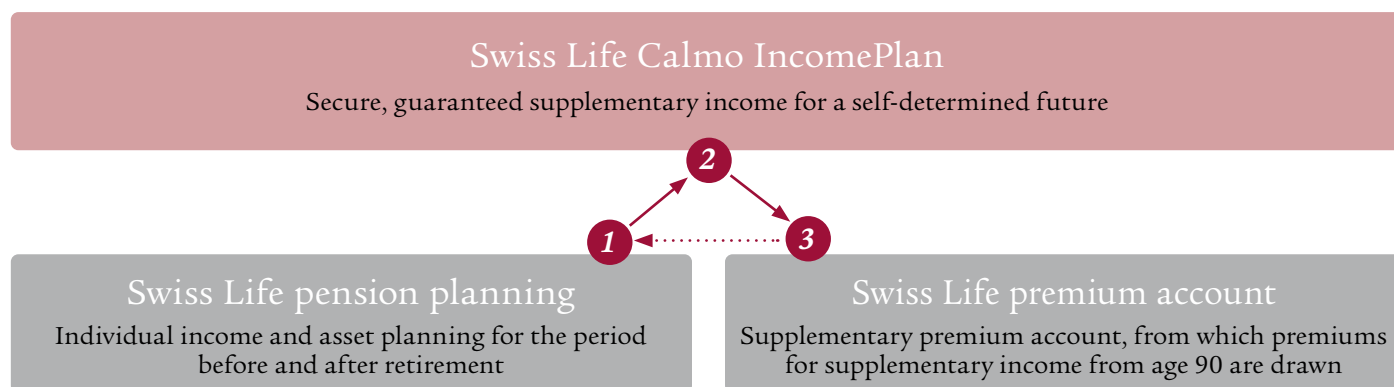 Swiss Life Calmo IncomePlan
Secure, guaranteed supplementary income for a self-determined future
2
1
3
Swiss Life pension planning
Individual income and asset planning for the period
before and after retirement
Swiss Life premium account
Supplementary premium account, from which premiums
for supplementary income from age 90 are drawn